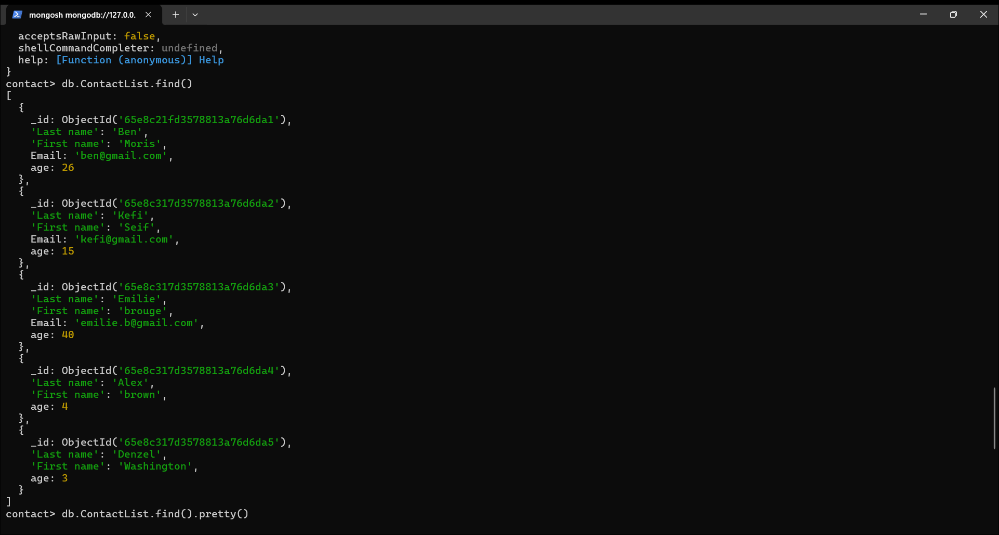 mongosh mongodb://127.0.0.
  acceptsRawInput: false,
  shellCommandCompleter: undefined,
  help: [Function (anonymous)] Help
}
contact> db.ContactList.find()
[
  {
    _id: ObjectId('65e8c21fd3578813a76d6da1'),
    'Last name': 'Ben',
    'First name': 'Moris',
    Email: 'ben@gmail.com',
    age: 26
  },
  {
    _id: ObjectId('65e8c317d3578813a76d6da2'),
    'Last name': 'Kefi',
    'First name': 'Seif',
    Email: 'kefi@gmail.com',
    age: 15
  },
  {
    _id: ObjectId('65e8c317d3578813a76d6da3'),
    'Last name': 'Emilie',
    'First name': 'brouge',
    Email: 'emilie.b@gmail.com',
    age: 40
  },
  {
    _id: ObjectId('65e8c317d3578813a76d6da4'),
    'Last name': 'Alex',
    'First name': 'brown',
    age: 4
  },
  {
    _id: ObjectId('65e8c317d3578813a76d6da5'),
    'Last name': 'Denzel',
    'First name': 'Washington',
    age: 3
  }
]
contact> db.ContactList.find().pretty()